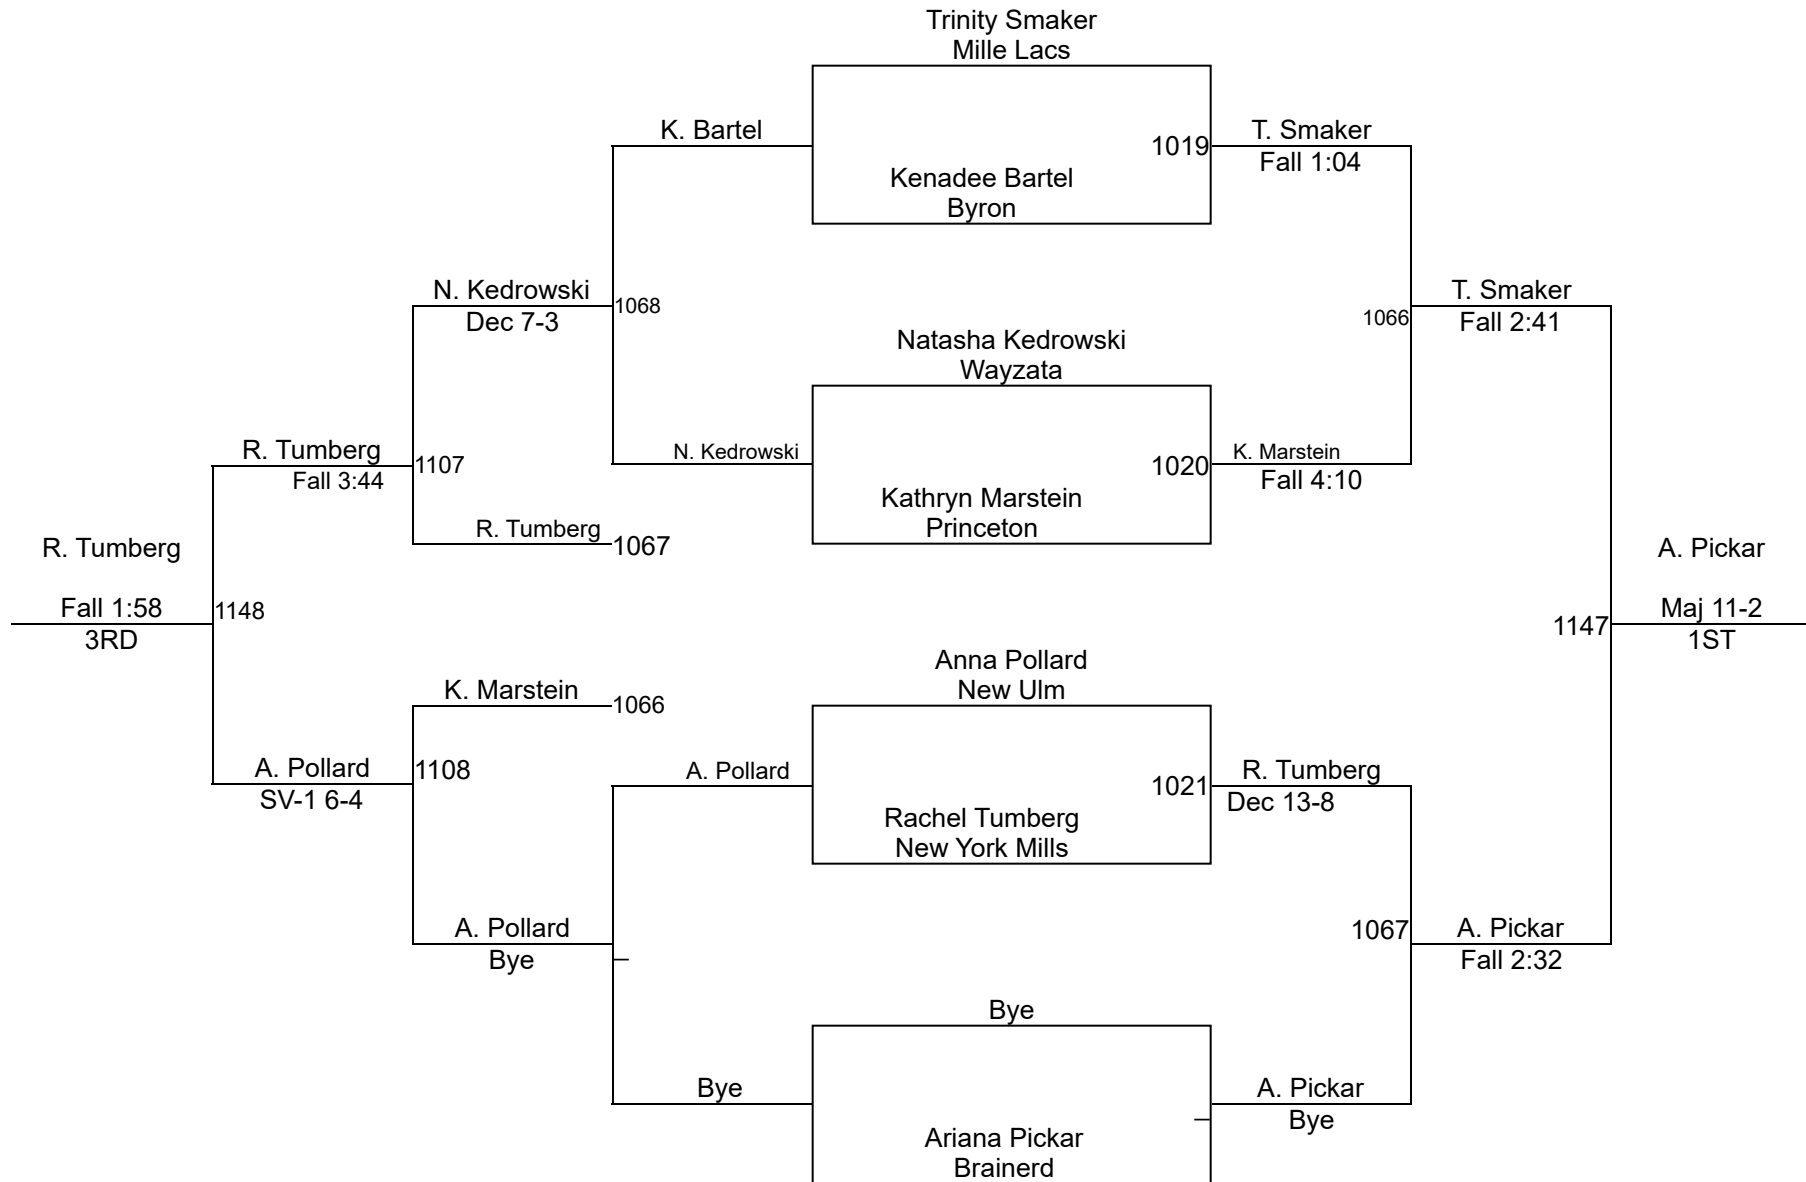 Trinity Smaker
Mille Lacs
K. Bartel
1019
T. Smaker
Fall 1:04
Kenadee Bartel
Byron
N. Kedrowski
Dec 7-3
1068
T. Smaker
Fall 2:41
1066
Natasha Kedrowski
Wayzata
R. Tumberg
Fall 3:44
1107
N. Kedrowski
1020
K. Marstein
Fall 4:10
Kathryn Marstein
Princeton
R. Tumberg
1067
R. Tumberg
Fall 1:58
3RD
1148
A. Pickar
Maj 11-2
1ST
1147
Anna Pollard
New Ulm
K. Marstein
1066
A. Pollard
SV-1 6-4
1108
A. Pollard
1021
R. Tumberg
Dec 13-8
Rachel Tumberg
New York Mills
A. Pollard
Bye
1067
A. Pickar
Fall 2:32
Bye
Bye
A. Pickar
Bye
Ariana Pickar
Brainerd